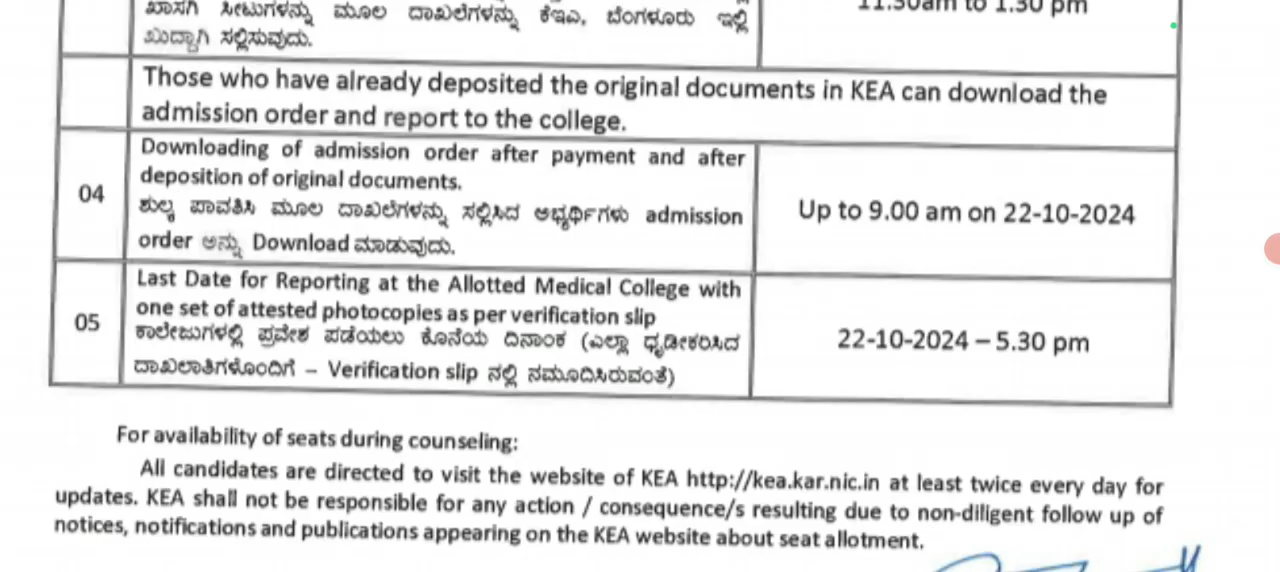 ಖಾಸಗಿ ಸೀಟುಗಳನ್ನು ಮೂಲ ದಾಖಲೆಗಳನ್ನು ಕೆಇಎ, ಬೆಂಗಳೂರು ಇಲ್ಲಿ
ಖುದ್ದಾಗಿ ಸಲ್ಲಿಸುವುದು.
11.30am to 1.30 pm
Those who have already deposited the original documents in KEA can download the
admission order and report to the college.
04
Downloading of admission order after payment and after
deposition of original documents.
ಶುಲ್ಕ ಪಾವತಿಸಿ ಮೂಲ ದಾಖಲೆಗಳನ್ನು ಸಲ್ಲಿಸಿದ ಅಭ್ಯರ್ಥಿಗಳು admission
order ಅನ್ನು Download ಮಾಡುವುದು.
Up to 9.00 am on 22-10-2024
05
Last Date for Reporting at the Allotted Medical College with
one set of attested photocopies as per verification slip
ಕಾಲೇಜುಗಳಲ್ಲಿ ಪ್ರವೇಶ ಪಡೆಯಲು ಕೊನೆಯ ದಿನಾಂಕ (ಎಲ್ಲಾ ಧೃಡೀಕರಿಸಿದ
ದಾಖಲಾತಿಗಳೊಂದಿಗೆ – Verification slip ನಲ್ಲಿ ನಮೂದಿಸಿರುವಂತೆ)
22-10-2024 – 5.30 pm
For availability of seats during counseling:
All candidates are directed to visit the website of KEA http://kea.kar.nic.in at least twice every day for
updates. KEA shall not be responsible for any action / consequence/s resulting due to non-diligent follow up of
notices, notifications and publications appearing on the KEA website about seat allotment.